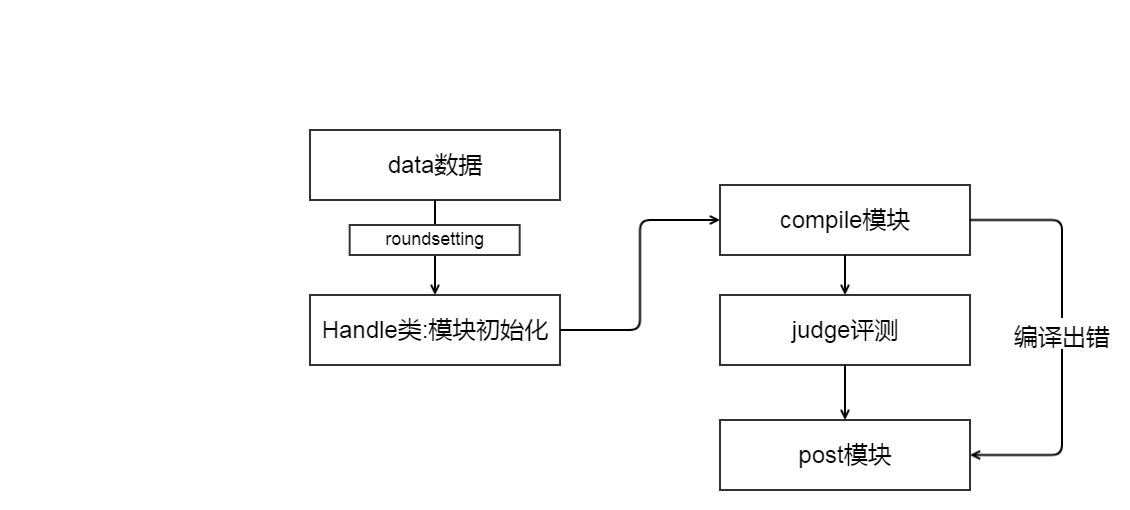 data数据
roundsetting
Handle类:模块初始化
compile模块
judge评测
编译出错
post模块